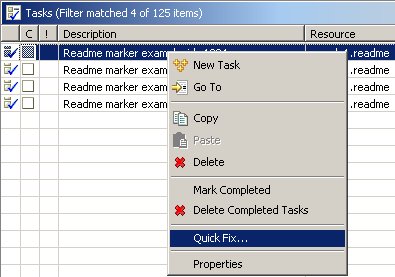 Tasks (Filter matched 4 of 125 items)
C ! Description Resource
Readme marker exam .readme
New Task
Readme marker exam .readme
Go To
Readme marker exam .readme
Readme marker exam .readme
Copy
Paste
Delete
Mark Completed
Delete Completed Tasks
Quick Fix...
Properties